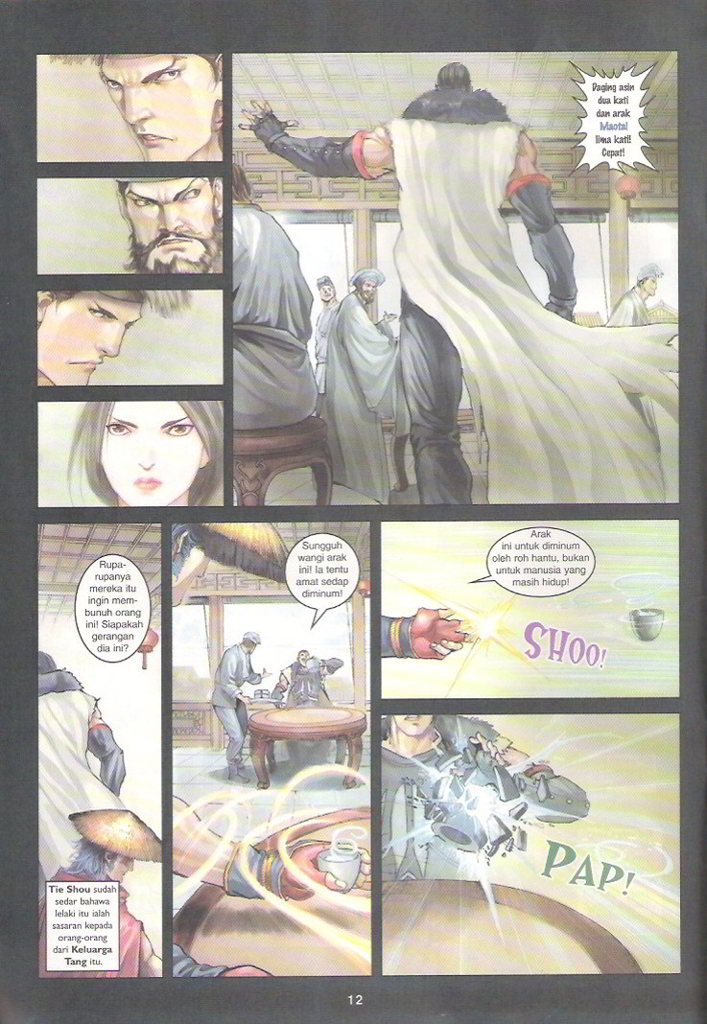 Daging asin
dua kati
dan arak
Maotai
lima kati!
Cepat!
Rupa-
rupanya
mereka itu
ingin mem-
bunuh orang
ini! Siapakah
gerangan
dia ini?
Tie Shou sudah
sedar bahawa
lelaki itu ialah
sasaran kepada
orang-orang
dari Keluarga
Tang itu.
Sungguh
wangi arak
ini! Ia tentu
amat sedap
diminum!
Arak
ini untuk diminum
oleh roh hantu, bukan
untuk manusia yang
masih hidup!
SHOO!
PAP!
12